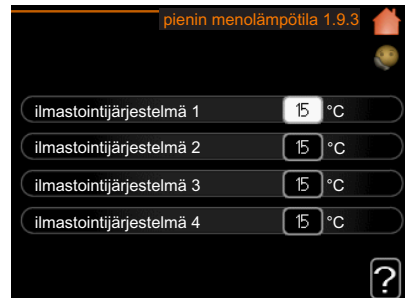 pienin menolämpötila 1.9.3
ilmastointijärjestelmä 1 15 °C
ilmastointijärjestelmä 2 15 °C
ilmastointijärjestelmä 3 15 °C
ilmastointijärjestelmä 4 15 °C
?